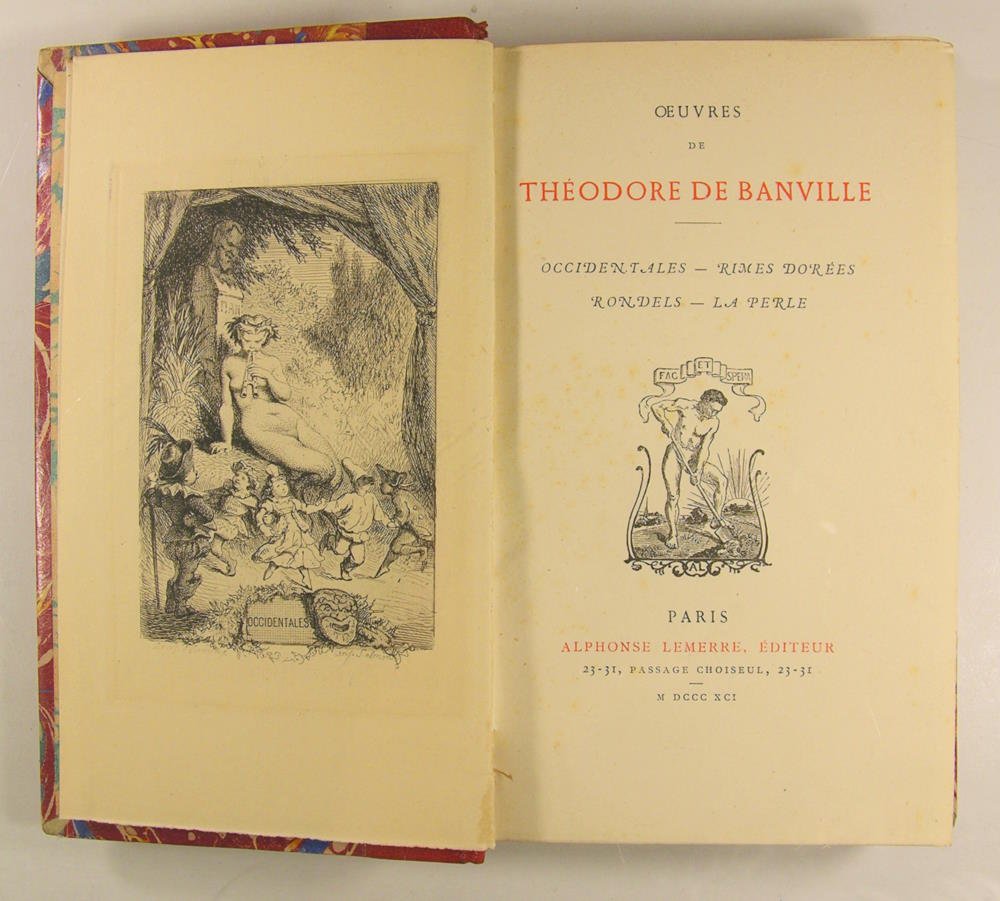 OCCIDENTALES
ŒUVRES
DE
THÉODORE DE BANVILLE
OCCIDENTALES — RIMES DORÉES
RONDELS — LA PERLE
FAC ET SPERA
AL
PARIS
ALPHONSE LEMERRE, ÉDITEUR
23-31, PASSAGE CHOISEUL, 23-31
M DCCC XCI